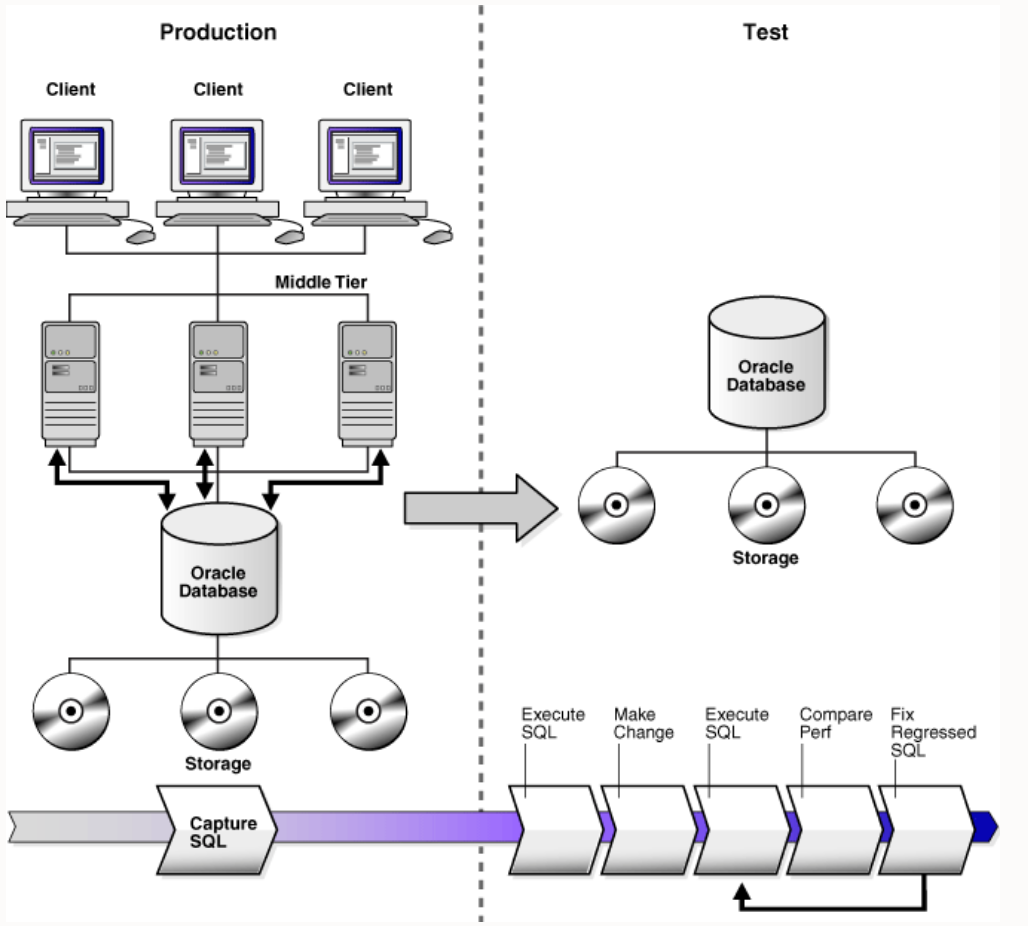 Production
Test
Client
Client
Client
Middle Tier
Oracle
Database
Storage
Oracle
Database
Storage
Capture
SQL
Execute
SQL
Make
Change
Execute
SQL
Compare
Perf
Fix
Regressed
SQL